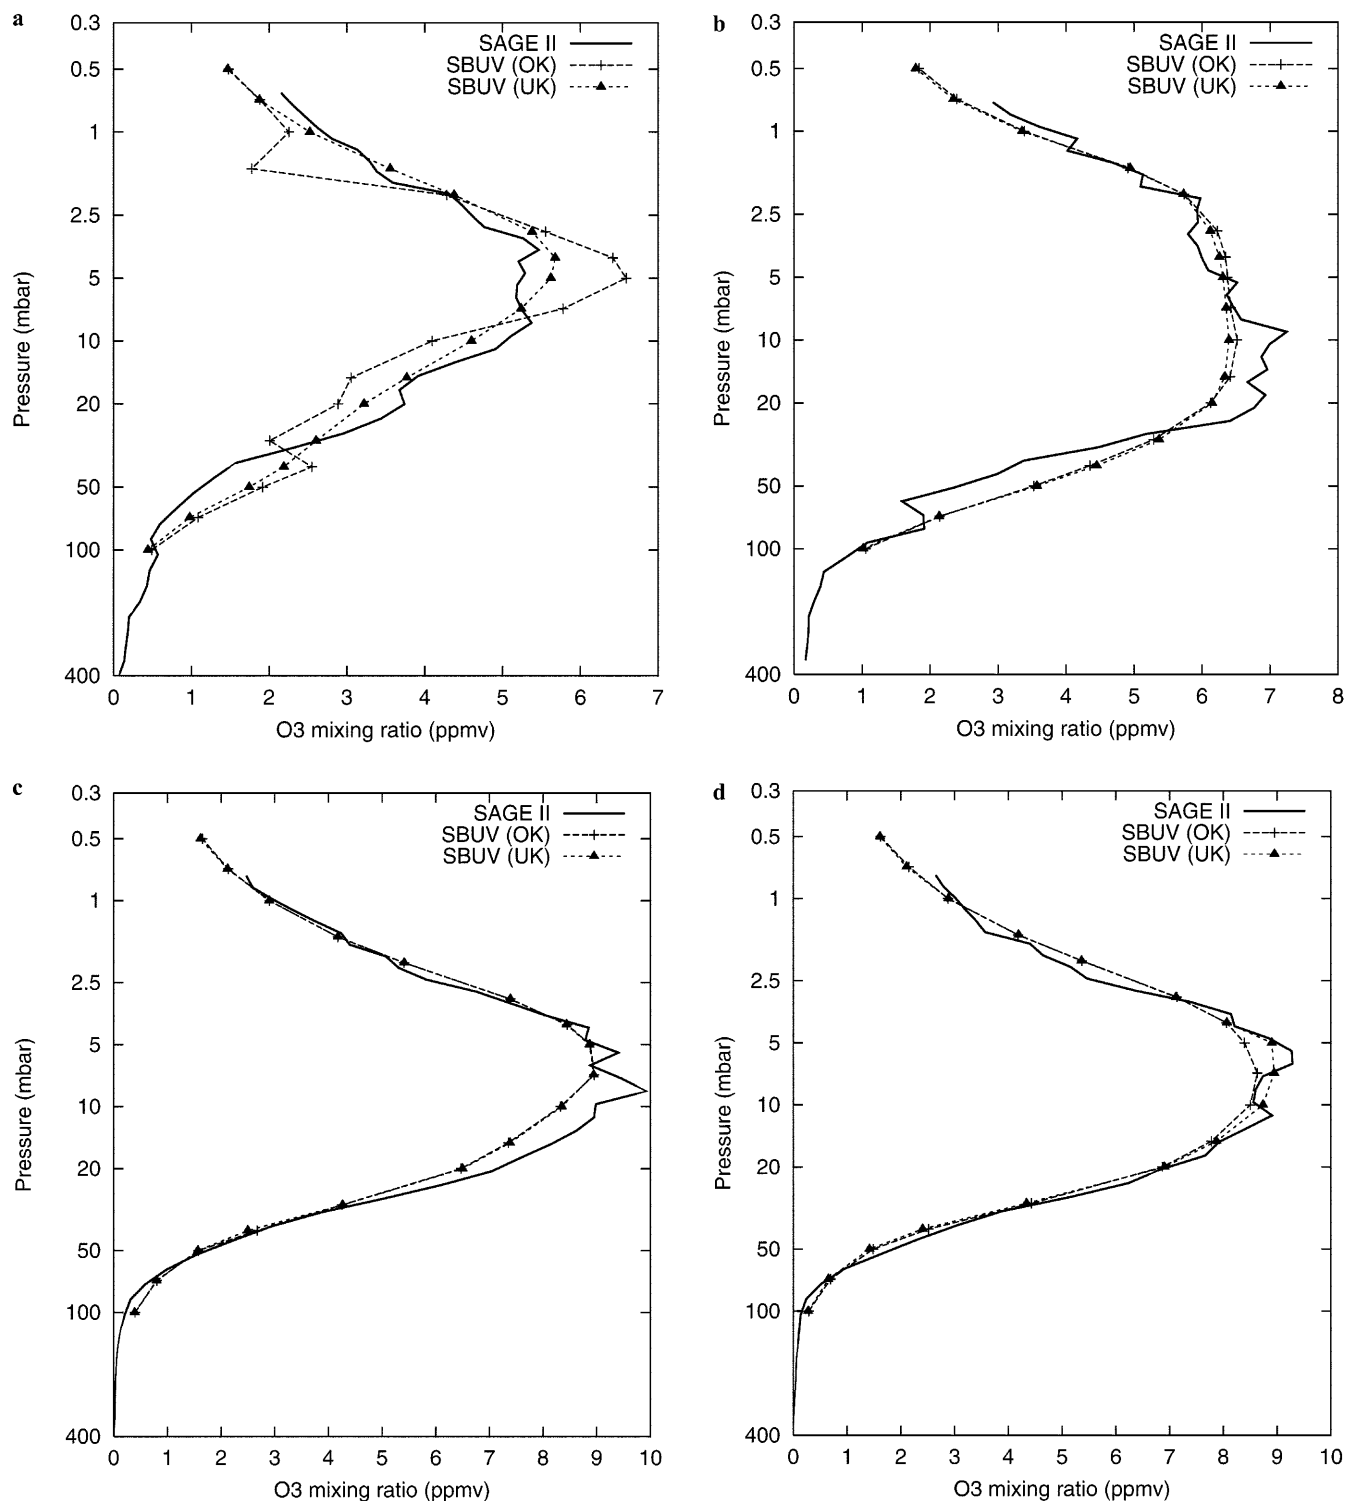 a
0.3
0.5
1
2.5
5
10
20
50
100
400
Pressure (mbar)
SAGE II
SBUV (OK)
SBUV (UK)
0 1 2 3 4 5 6 7
O3 mixing ratio (ppmv)
b
0.3
0.5
1
2.5
5
10
20
50
100
400
Pressure (mbar)
SAGE II
SBUV (OK)
SBUV (UK)
0 1 2 3 4 5 6 7 8
O3 mixing ratio (ppmv)
c
0.3
0.5
1
2.5
5
10
20
50
100
400
Pressure (mbar)
SAGE II
SBUV (OK)
SBUV (UK)
0 1 2 3 4 5 6 7 8 9 10
O3 mixing ratio (ppmv)
d
0.3
0.5
1
2.5
5
10
20
50
100
400
Pressure (mbar)
SAGE II
SBUV (OK)
SBUV (UK)
0 1 2 3 4 5 6 7 8 9 10
O3 mixing ratio (ppmv)